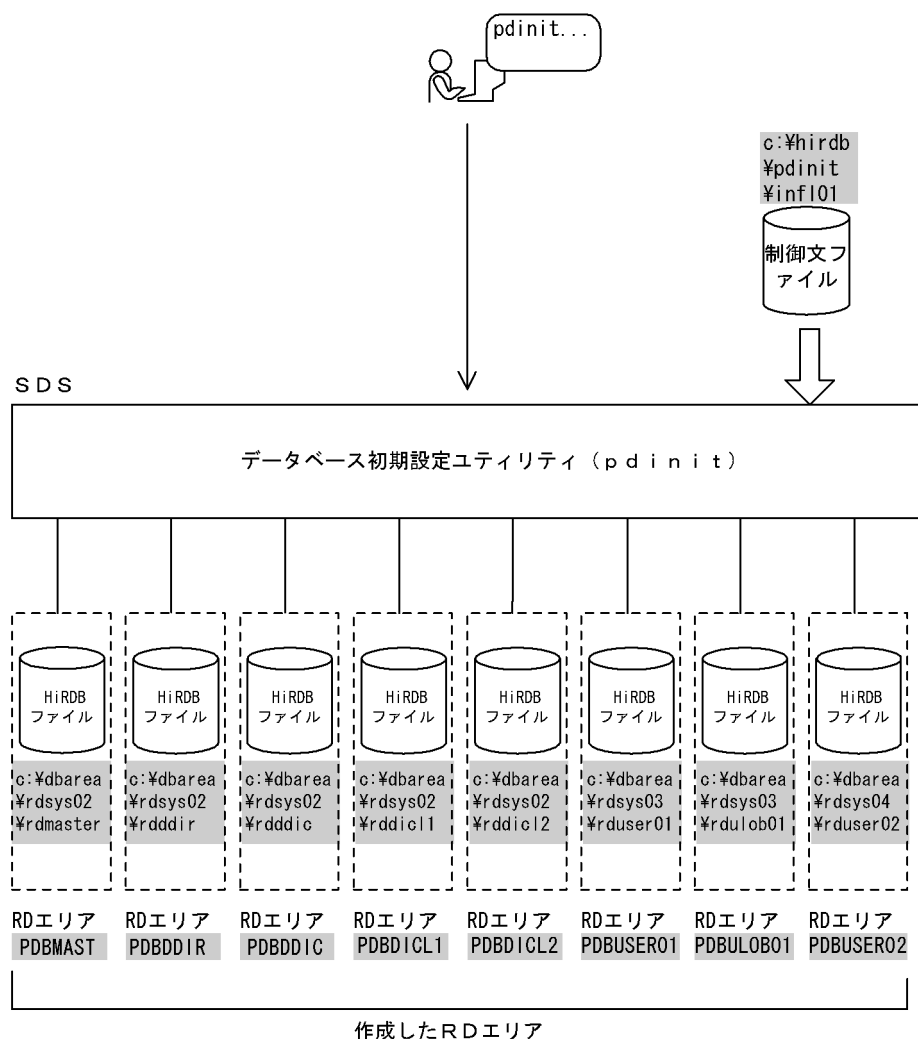 pdinit...
c:¥hirdb
¥pdinit
¥infl01
制御文フ
ァイル
ＳＤＳ
データベース初期設定ユティリティ（ｐｄｉｎｉｔ）
HiRDB
ファイル
c:¥dbarea
¥rdsys02
¥rdmaster
RDエリア
PDBMAST
HiRDB
ファイル
c:¥dbarea
¥rdsys02
¥rdddir
RDエリア
PDBDDIR
HiRDB
ファイル
c:¥dbarea
¥rdsys02
¥rdddic
RDエリア
PDBDDIC
HiRDB
ファイル
c:¥dbarea
¥rdsys02
¥rddicl1
RDエリア
PDBDICL1
HiRDB
ファイル
c:¥dbarea
¥rdsys02
¥rddicl2
RDエリア
PDBDICL2
HiRDB
ファイル
c:¥dbarea
¥rdsys03
¥rduser01
RDエリア
PDBUSER01
HiRDB
ファイル
c:¥dbarea
¥rdsys03
¥rdulob01
RDエリア
PDBULOB01
HiRDB
ファイル
c:¥dbarea
¥rdsys04
¥rduser02
RDエリア
PDBUSER02
作成したＲＤエリア